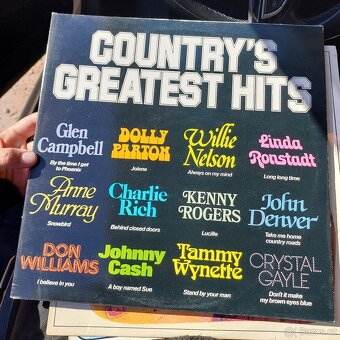 COUNTRY'S
GREATEST HITS
Glen
Campbell
By the time I get
to Phoenix
DOLLY
PARTON
Jolene
Willie
Nelson
Always on my mind
Linda
Ronstadt
Long long time
Anne
Murray
Snowbird
Charlie
Rich
Behind closed doors
KENNY
ROGERS
Lucille
John
Denver
Take me home
country roads
DON
WILLIAMS
I believe in you
Johnny
Cash
A boy named Sue
Tammy
Wynette
Stand by your man
CRYSTAL
GAYLE
Don't it make
my brown eyes blue